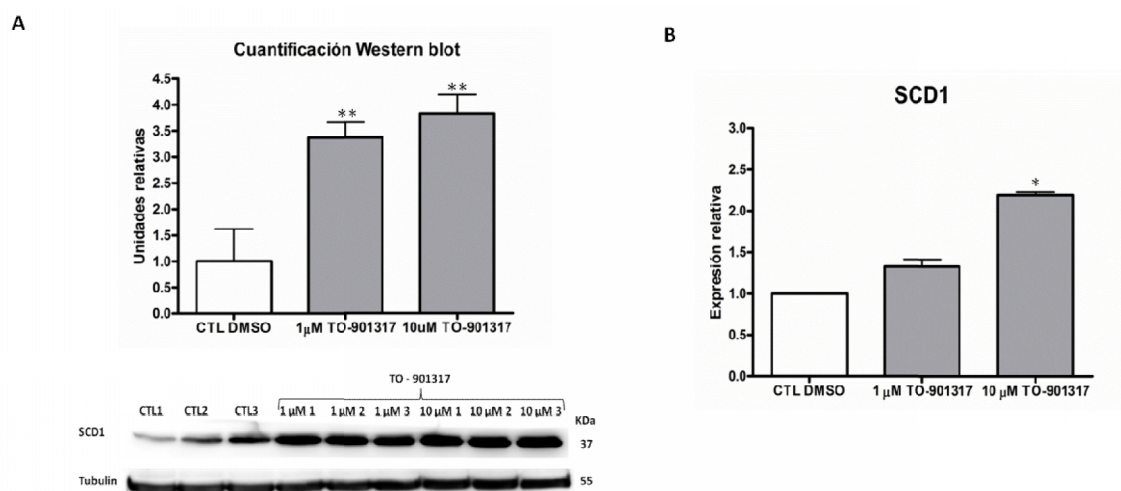 A
Cuantificación Western blot
Unidades relativas
4.5
4.0
3.5
3.0
2.5
2.0
1.5
1.0
0.5
0.0
**
**
CTL DMSO 1µM TO-901317 10uM TO-901317
TO - 901317
CTL1 CTL2 CTL3 1 µM 1 1 µM 2 1 µM 3 10 µM 1 10 µM 2 10 µM 3 KDa
SCD1 37
Tubulin 55
B
SCD1
Expresión relativa
3.0
2.5
2.0
1.5
1.0
0.5
0.0
*
CTL DMSO 1 µM TO-901317 10 µM TO-901317